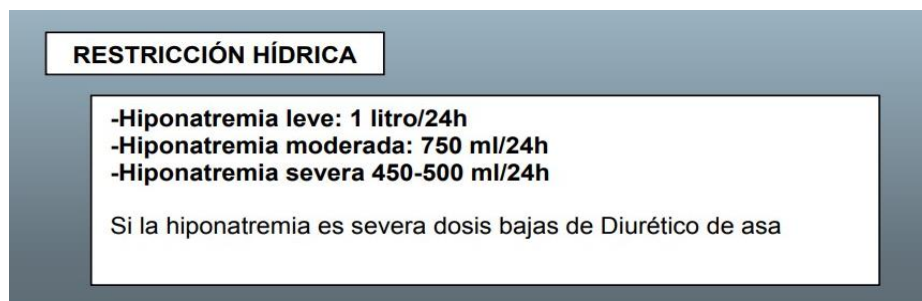 RESTRICCIÓN HÍDRICA
-Hiponatremia leve: 1 litro/24h
-Hiponatremia moderada: 750 ml/24h
-Hiponatremia severa 450-500 ml/24h
Si la hiponatremia es severa dosis bajas de Diurético de asa